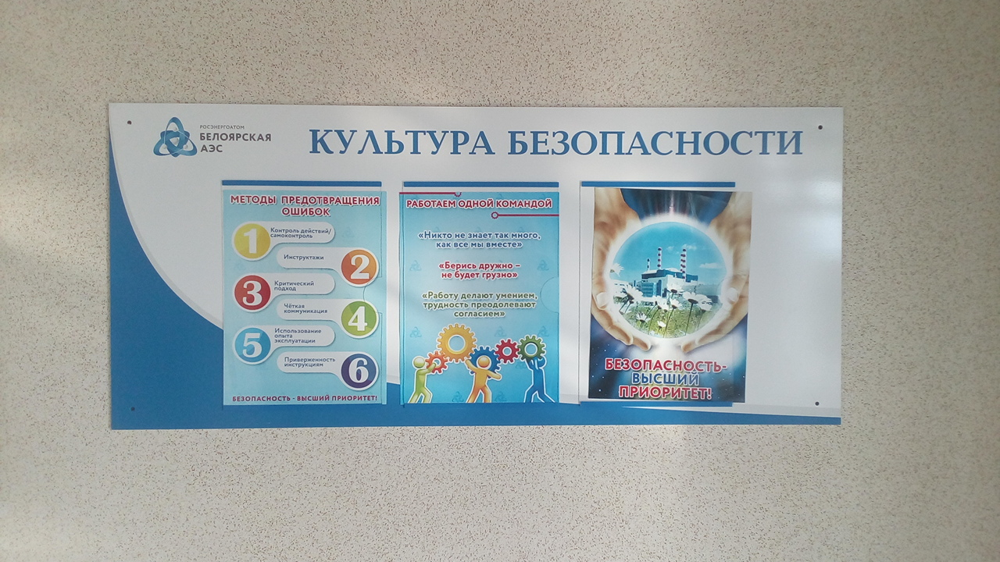 РОСЭНЕРГОАТОМ
БЕЛОЯРСКАЯ
АЭС
КУЛЬТУРА БЕЗОПАСНОСТИ
МЕТОДЫ ПРЕДОТВРАЩЕНИЯ
ОШИБОК
1
Контроль действий/
самоконтроль
Инструктажи
2
3
Критический
подход
Чёткая
коммуникация
4
5
Использование
опыта
эксплуатации
Приверженность
инструкциям
6
БЕЗОПАСНОСТЬ - ВЫСШИЙ ПРИОРИТЕТ!
РАБОТАЕМ ОДНОЙ КОМАНДОЙ
«Никто не знает так много,
как все мы вместе»
«Берись дружно –
не будет грузно»
«Работу делают умением,
трудность преодолевают
согласием»
БЕЗОПАСНОСТЬ-
ВЫСШИЙ
ПРИОРИТЕТ!